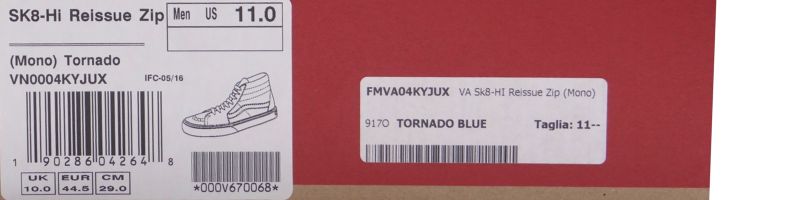 SK8-Hi Reissue Zip
Men US 11.0
(Mono) Tornado
VN0004KYJUX IFC-05/16
1 90286 04264 8
UK EUR CM
10.0 44.5 29.0
*000V670068*
FMVA04KYJUX VA Sk8-HI Reissue Zip (Mono)
917O TORNADO BLUE Taglia: 11--